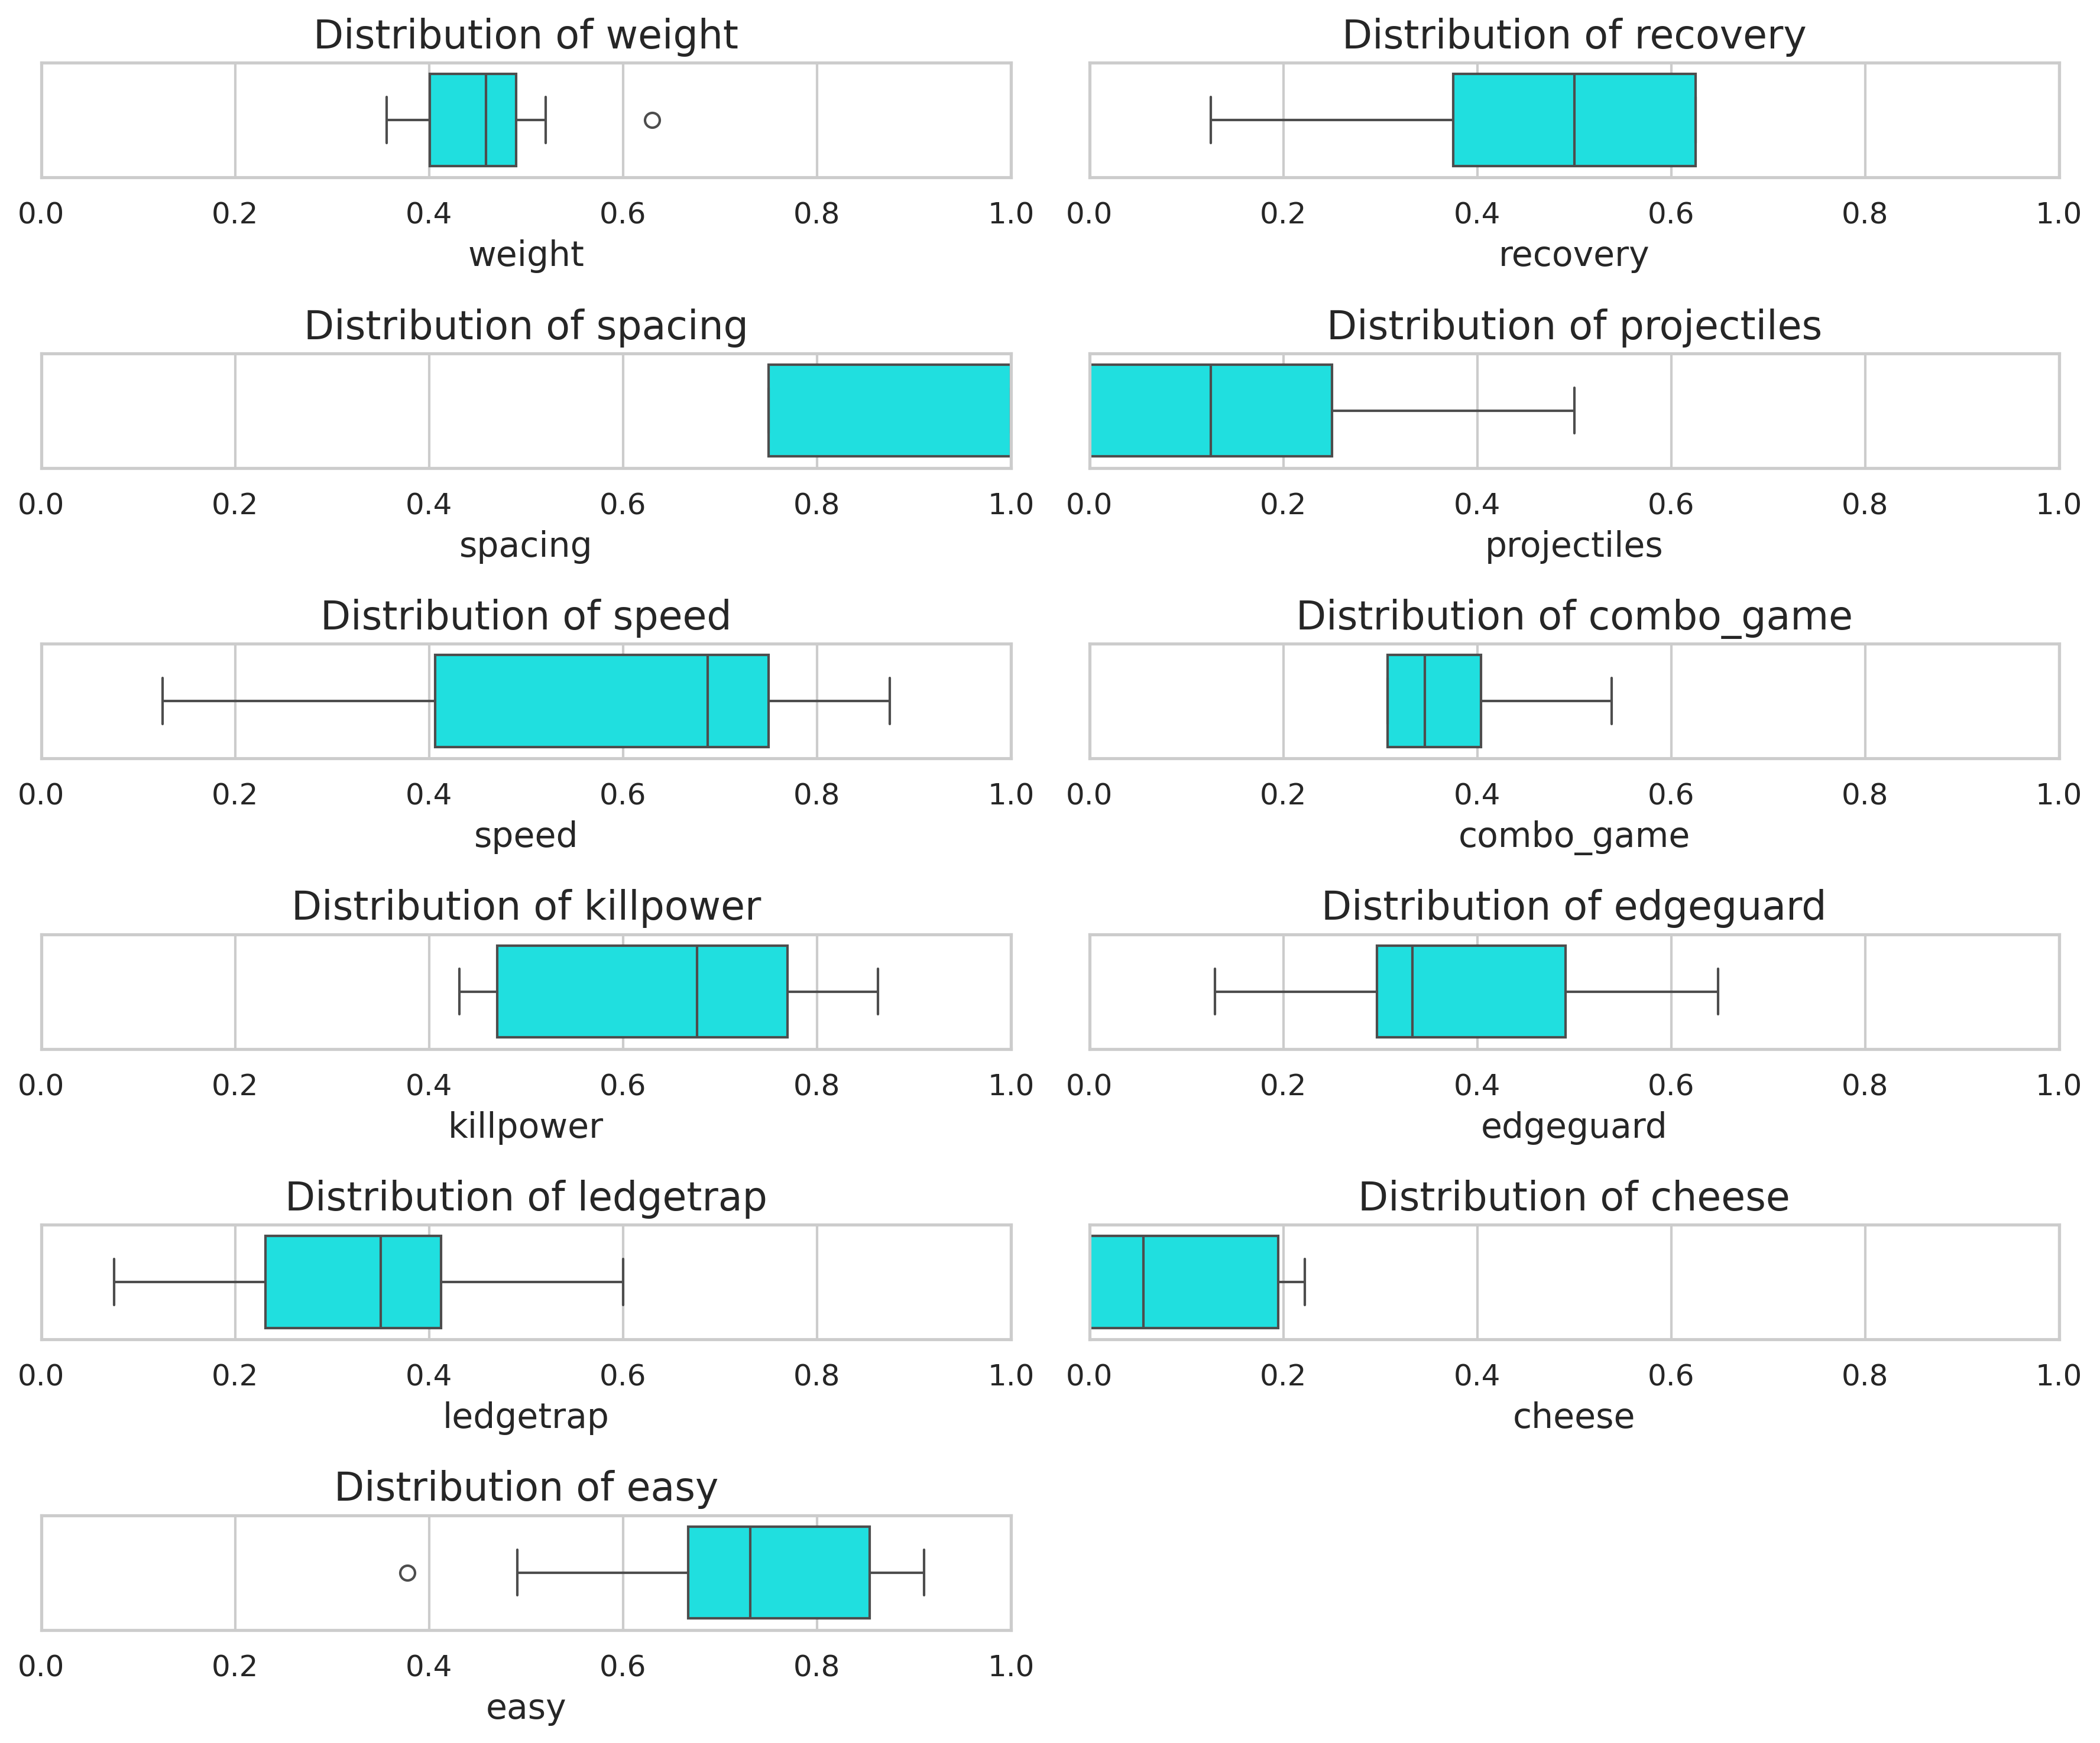 Distribution of weight
0.0 0.2 0.4 0.6 0.8 1.0
weight
Distribution of recovery
0.0 0.2 0.4 0.6 0.8 1.0
recovery
Distribution of spacing
0.0 0.2 0.4 0.6 0.8 1.0
spacing
Distribution of projectiles
0.0 0.2 0.4 0.6 0.8 1.0
projectiles
Distribution of speed
0.0 0.2 0.4 0.6 0.8 1.0
speed
Distribution of combo_game
0.0 0.2 0.4 0.6 0.8 1.0
combo_game
Distribution of killpower
0.0 0.2 0.4 0.6 0.8 1.0
killpower
Distribution of edgeguard
0.0 0.2 0.4 0.6 0.8 1.0
edgeguard
Distribution of ledgetrap
0.0 0.2 0.4 0.6 0.8 1.0
ledgetrap
Distribution of cheese
0.0 0.2 0.4 0.6 0.8 1.0
cheese
Distribution of easy
0.0 0.2 0.4 0.6 0.8 1.0
easy